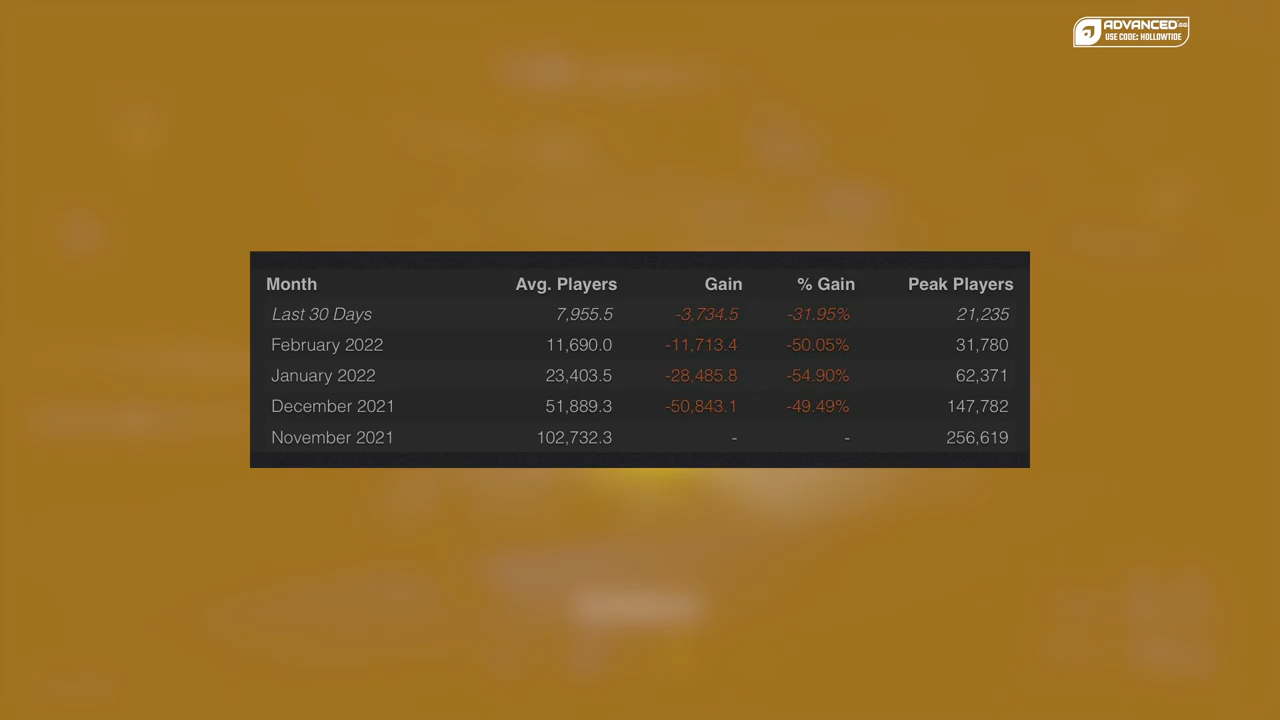 ADVANCED.GG
USE CODE: HOLLOWTIDE
Month Avg. Players Gain % Gain Peak Players
Last 30 Days 7,955.5 -3,734.5 -31.95% 21,235
February 2022 11,690.0 -11,713.4 -50.05% 31,780
January 2022 23,403.5 -28,485.8 -54.90% 62,371
December 2021 51,889.3 -50,843.1 -49.49% 147,782
November 2021 102,732.3 - - 256,619